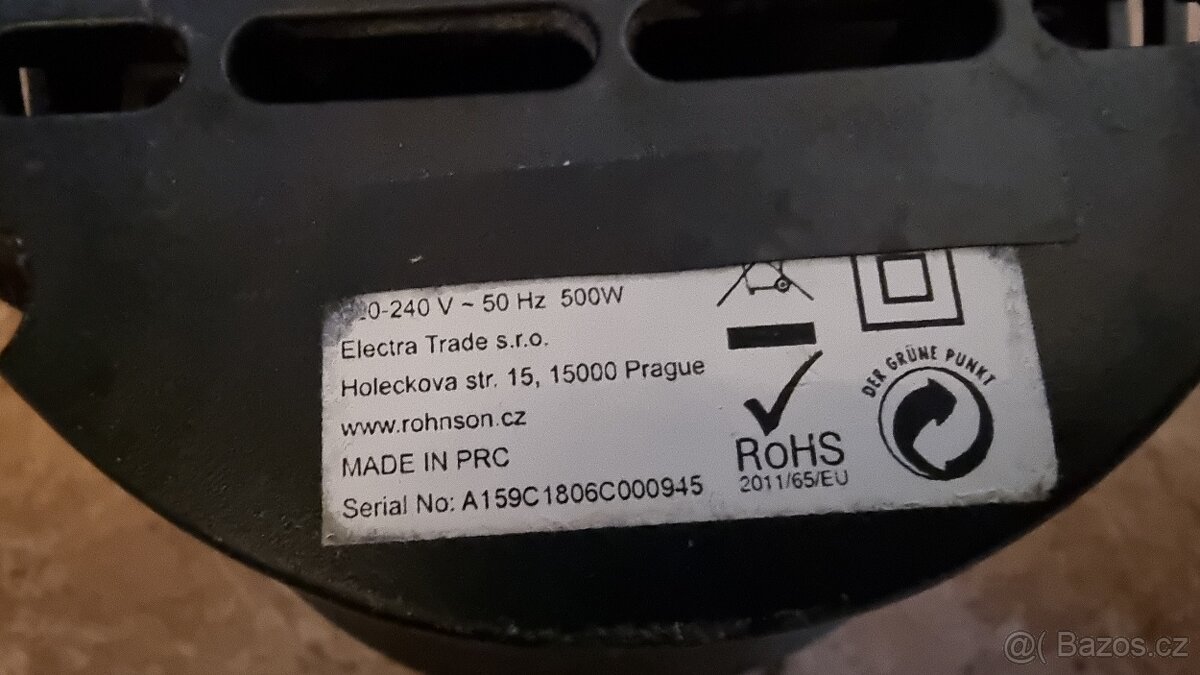 0-240 V ~ 50 Hz 500W
Electra Trade s.r.o.
Holeckova str. 15, 15000 Prague
www.rohnson.cz
MADE IN PRC
Serial No: A159C1806C000945
RoHS
2011/65/EU
DER GRÜNE PUNKT
@( Bazos.cz